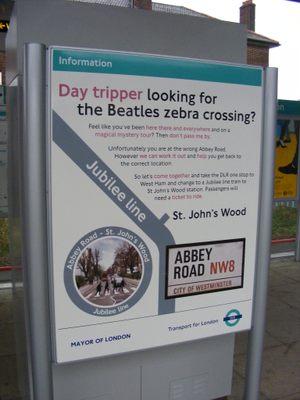 Information
Day tripper looking for
the Beatles zebra crossing?
Feel like you've been here there and everywhere and on a
magical mystery tour? Then don't pass me by.
Unfortunately you are at the wrong Abbey Road.
However we can work it out and help you get back to
the correct location.
So let's come together and take the DLR one stop to
West Ham and change to a Jubilee line train to
St John's Wood station. Passengers will
need a ticket to ride.
Jubilee line
St. John's Wood
Abbey Road - St. John's Wood
Jubilee line
ABBEY
ROAD NW8
CITY OF WESTMINSTER
MAYOR OF LONDON
Transport for London